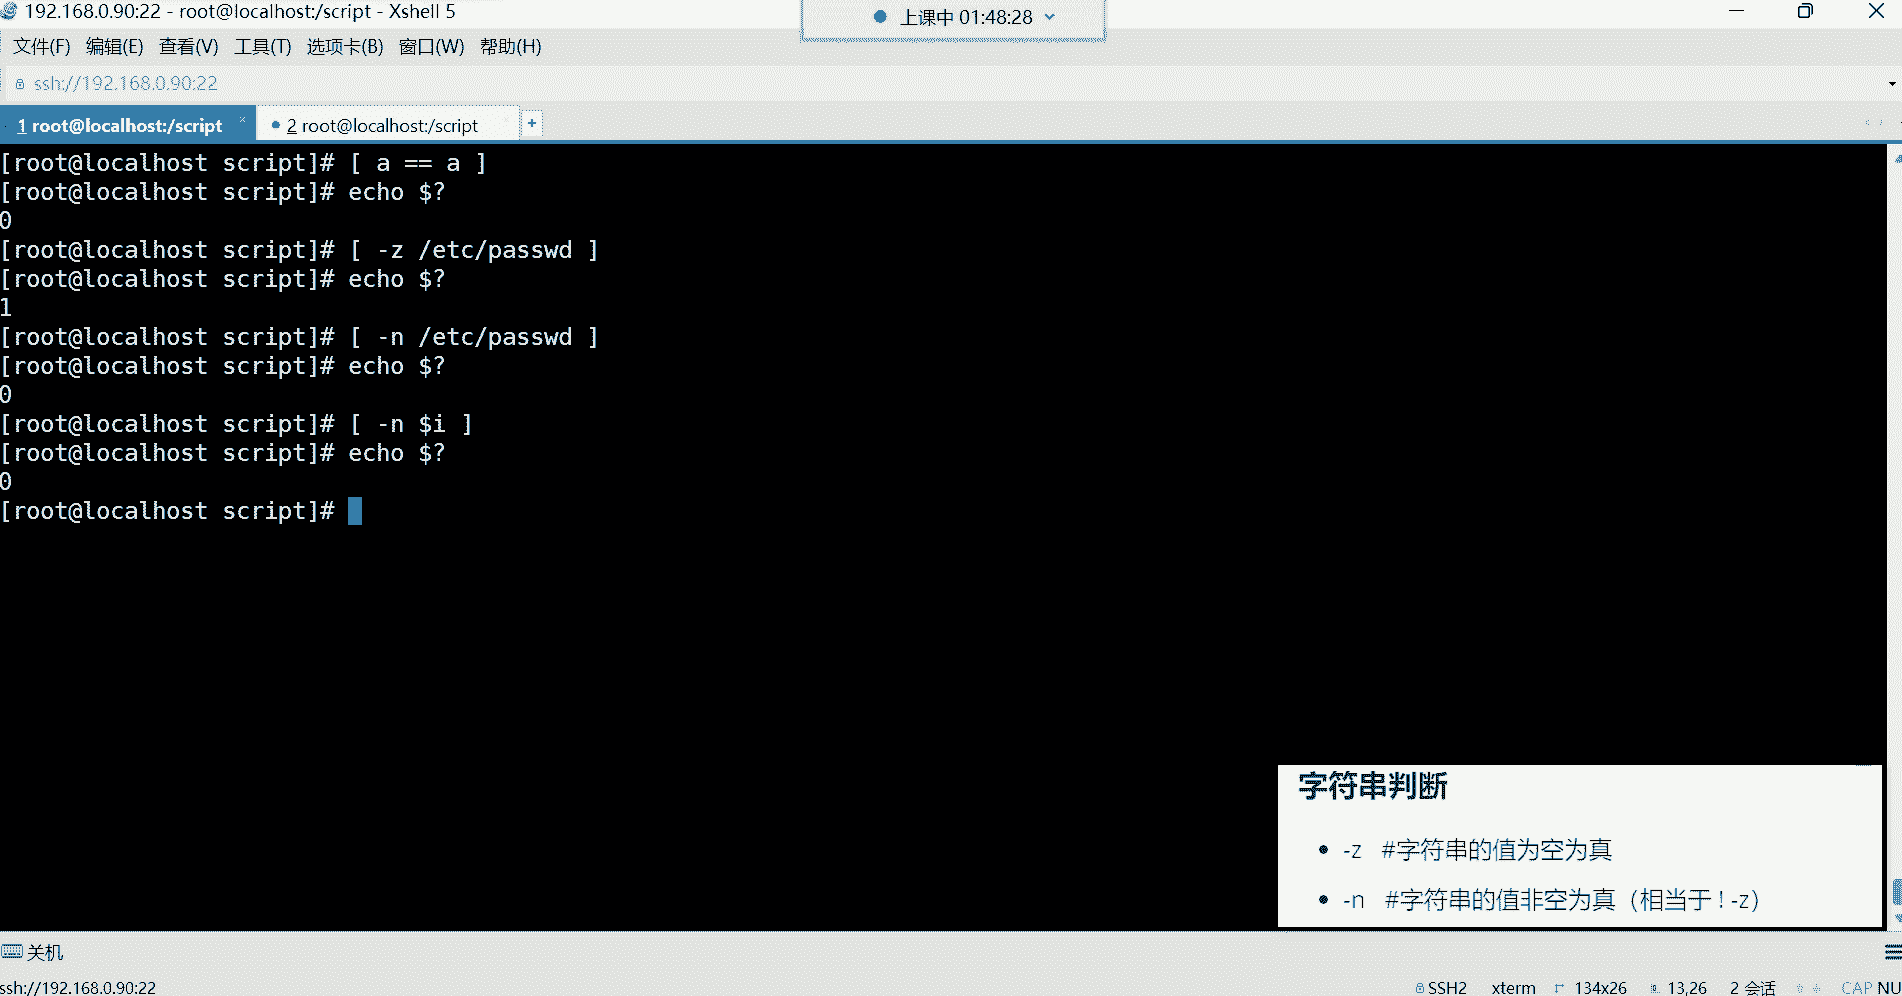 192.168.0.90:22 - root@localhost:/script - Xshell 5
上课中 01:48:28
文件(F) 编辑(E) 查看(V) 工具(T) 选项卡(B) 窗口(W) 帮助(H)
ssh://192.168.0.90:22
1 root@localhost:/script
2 root@localhost:/script
[root@localhost script]# [ a == a ]
[root@localhost script]# echo $?
0
[root@localhost script]# [ -z /etc/passwd ]
[root@localhost script]# echo $?
1
[root@localhost script]# [ -n /etc/passwd ]
[root@localhost script]# echo $?
0
[root@localhost script]# [ -n $i ]
[root@localhost script]# echo $?
0
[root@localhost script]#
字符串判断
-z #字符串的值为空为真
-n #字符串的值非空为真（相当于 ! -z）
关机
ssh://192.168.0.90:22
SSH2 xterm 134x26 13,26 2 会话 CAP NU